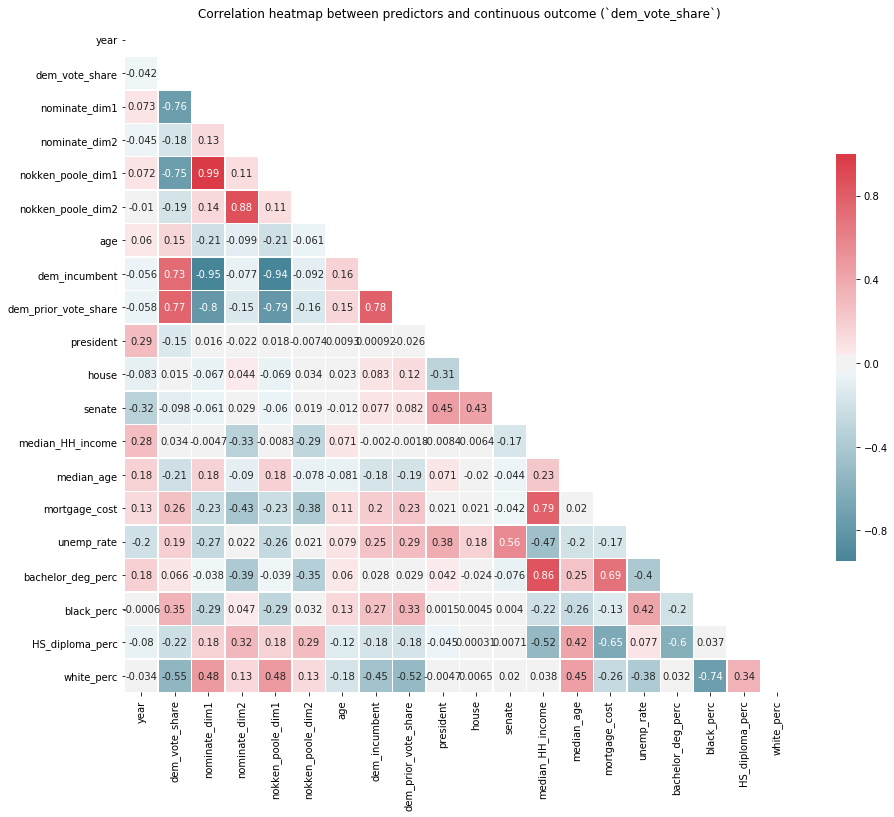 Correlation heatmap between predictors and continuous outcome (`dem_vote_share`)
year
dem_vote_share -0.042
nominate_dim1 0.073 -0.76
nominate_dim2 -0.045 -0.18 0.13
nokken_poole_dim1 0.072 -0.75 0.99 0.11
nokken_poole_dim2 -0.01 -0.19 0.14 0.88 0.11
age 0.06 0.15 -0.21 -0.099 -0.21 -0.061
dem_incumbent -0.056 0.73 -0.95 -0.077 -0.94 -0.092 0.16
dem_prior_vote_share -0.058 0.77 -0.8 -0.15 -0.79 -0.16 0.15 0.78
president 0.29 -0.15 0.016 -0.022 0.018 -0.0074 0.0093 0.00092 -0.026
house -0.083 0.015 -0.067 0.044 -0.069 0.034 0.023 0.083 0.12 -0.31
senate -0.32 -0.098 -0.061 0.029 -0.06 0.019 -0.012 0.077 0.082 0.45 0.43
median_HH_income 0.28 0.034 -0.0047 -0.33 -0.0083 -0.29 0.071 -0.002 -0.0018 -0.0084 0.0064 -0.17
median_age 0.18 -0.21 0.18 -0.09 0.18 -0.078 -0.081 -0.18 -0.19 0.071 -0.02 -0.044 0.23
mortgage_cost 0.13 0.26 -0.23 -0.43 -0.23 -0.38 0.11 0.2 0.23 0.021 0.021 -0.042 0.79 0.02
unemp_rate -0.2 0.19 -0.27 0.022 -0.26 0.021 0.079 0.25 0.29 0.38 0.18 0.56 -0.47 -0.2 -0.17
bachelor_deg_perc 0.18 0.066 -0.038 -0.39 -0.039 -0.35 0.06 0.028 0.029 0.042 -0.024 -0.076 0.86 0.25 0.69 -0.4
black_perc -0.0006 0.35 -0.29 0.047 -0.29 0.032 0.13 0.27 0.33 0.0015 0.0045 0.004 -0.22 -0.26 -0.13 0.42 -0.2
HS_diploma_perc -0.08 -0.22 0.18 0.32 0.18 0.29 -0.12 -0.18 -0.18 -0.045 0.00031 0.0071 -0.52 0.42 -0.65 0.077 -0.6 0.037
white_perc -0.034 -0.55 0.48 0.13 0.48 0.13 -0.18 -0.45 -0.52 -0.0047 0.0065 0.02 0.038 0.45 -0.26 -0.38 0.032 -0.74 0.34
year
dem_vote_share
nominate_dim1
nominate_dim2
nokken_poole_dim1
nokken_poole_dim2
age
dem_incumbent
dem_prior_vote_share
president
house
senate
median_HH_income
median_age
mortgage_cost
unemp_rate
bachelor_deg_perc
black_perc
HS_diploma_perc
white_perc
0.8
0.4
0.0
−0.4
−0.8